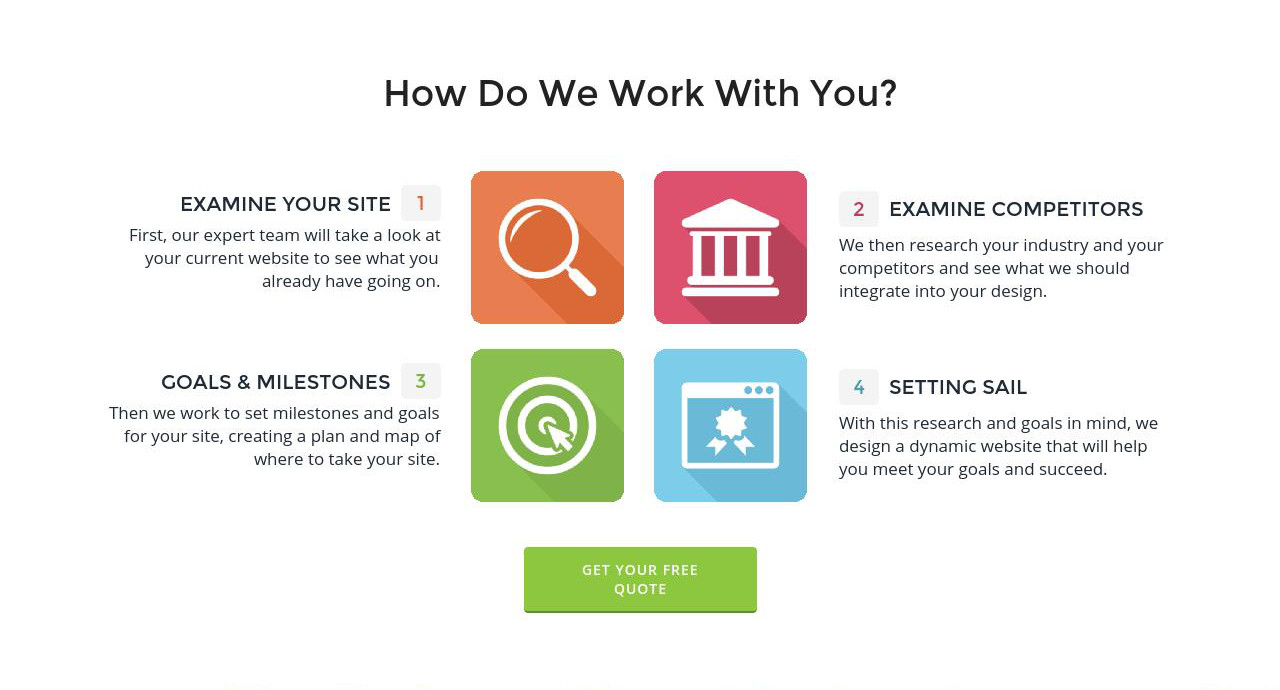 How Do We Work With You?
EXAMINE YOUR SITE 1
First, our expert team will take a look at
your current website to see what you
already have going on.
2 EXAMINE COMPETITORS
We then research your industry and your
competitors and see what we should
integrate into your design.
GOALS & MILESTONES 3
Then we work to set milestones and goals
for your site, creating a plan and map of
where to take your site.
4 SETTING SAIL
With this research and goals in mind, we
design a dynamic website that will help
you meet your goals and succeed.
GET YOUR FREE
QUOTE